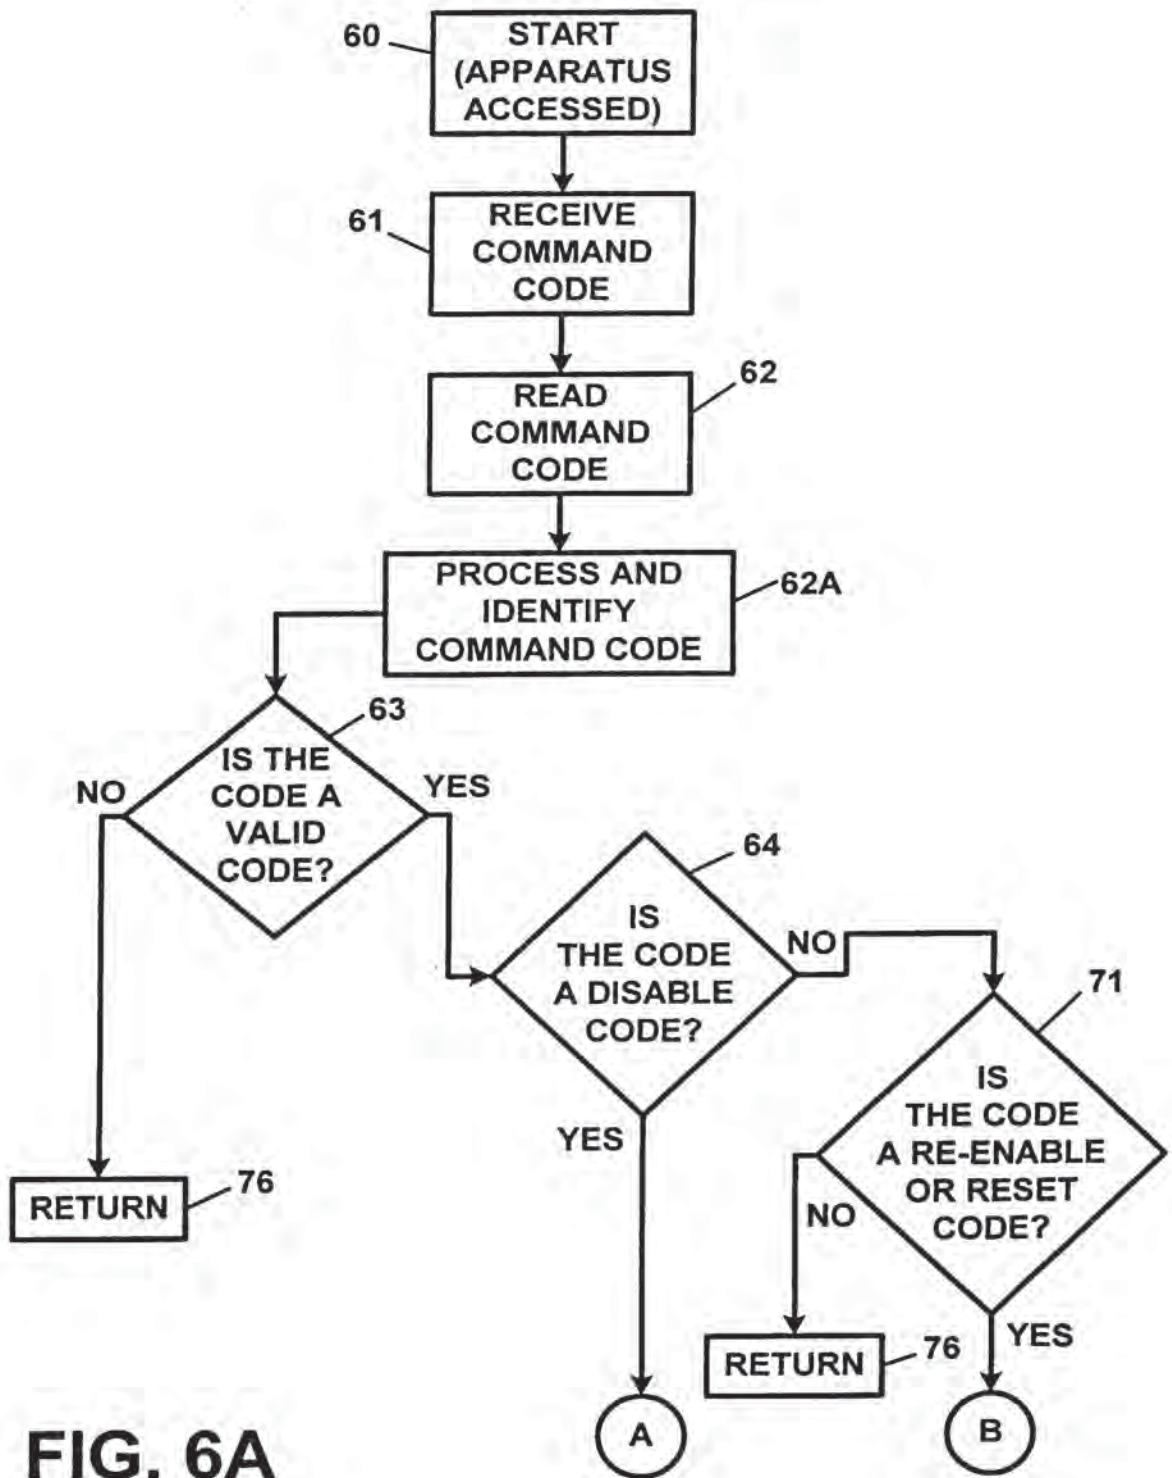 60
START
(APPARATUS
ACCESSED)
61
RECEIVE
COMMAND
CODE
62
READ
COMMAND
CODE
PROCESS AND
IDENTIFY
COMMAND CODE
62A
63
IS THE
CODE A
VALID
CODE?
NO
YES
64
IS
THE CODE
A DISABLE
CODE?
NO
YES
71
IS
THE CODE
A RE-ENABLE
OR RESET
CODE?
NO
YES
RETURN
76
RETURN
76
A
B
FIG. 6A